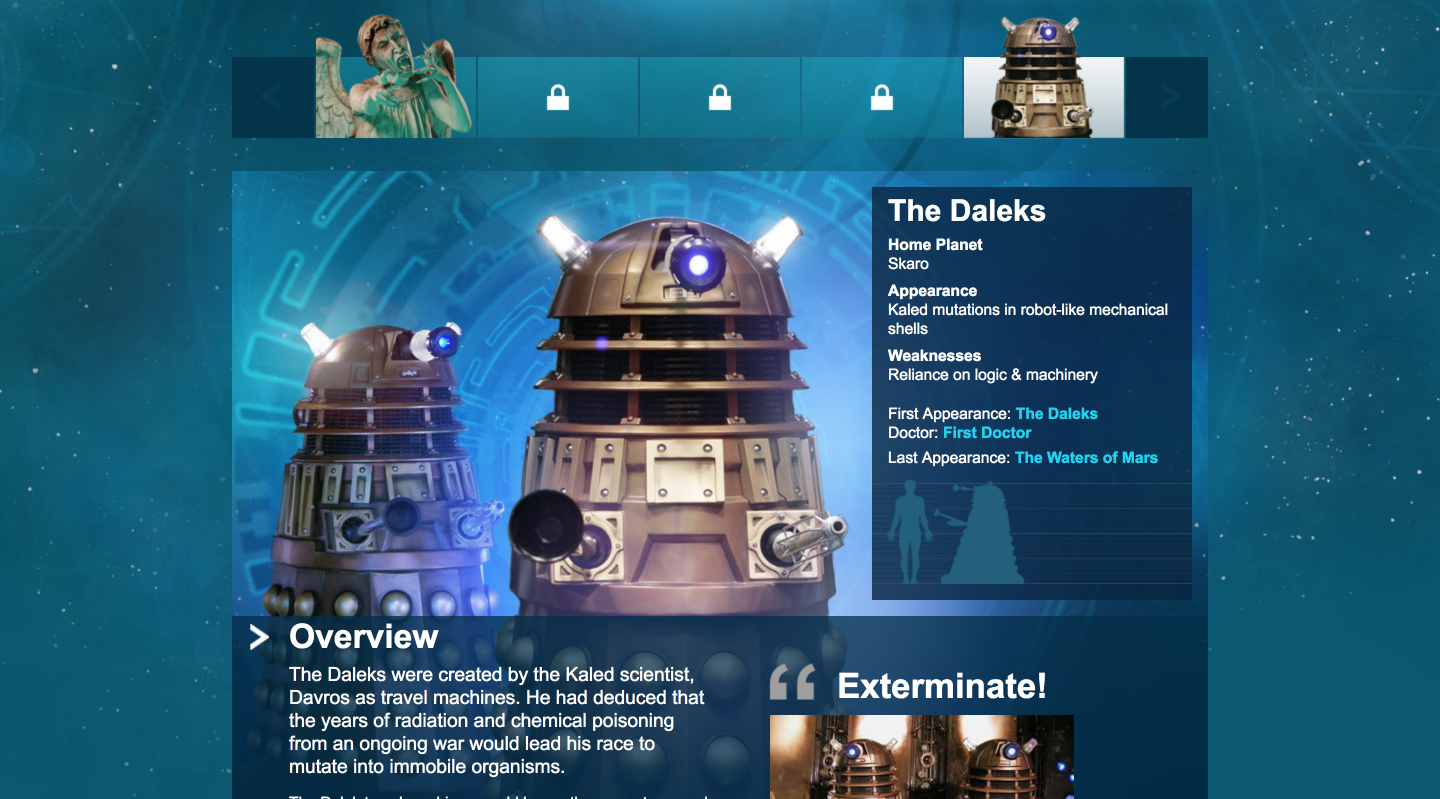 The Daleks
Home Planet
Skaro
Appearance
Kaled mutations in robot-like mechanical
shells
Weaknesses
Reliance on logic & machinery
First Appearance: The Daleks
Doctor: First Doctor
Last Appearance: The Waters of Mars
Overview
The Daleks were created by the Kaled scientist,
Davros as travel machines. He had deduced that
the years of radiation and chemical poisoning
from an ongoing war would lead his race to
mutate into immobile organisms.
“ Exterminate!